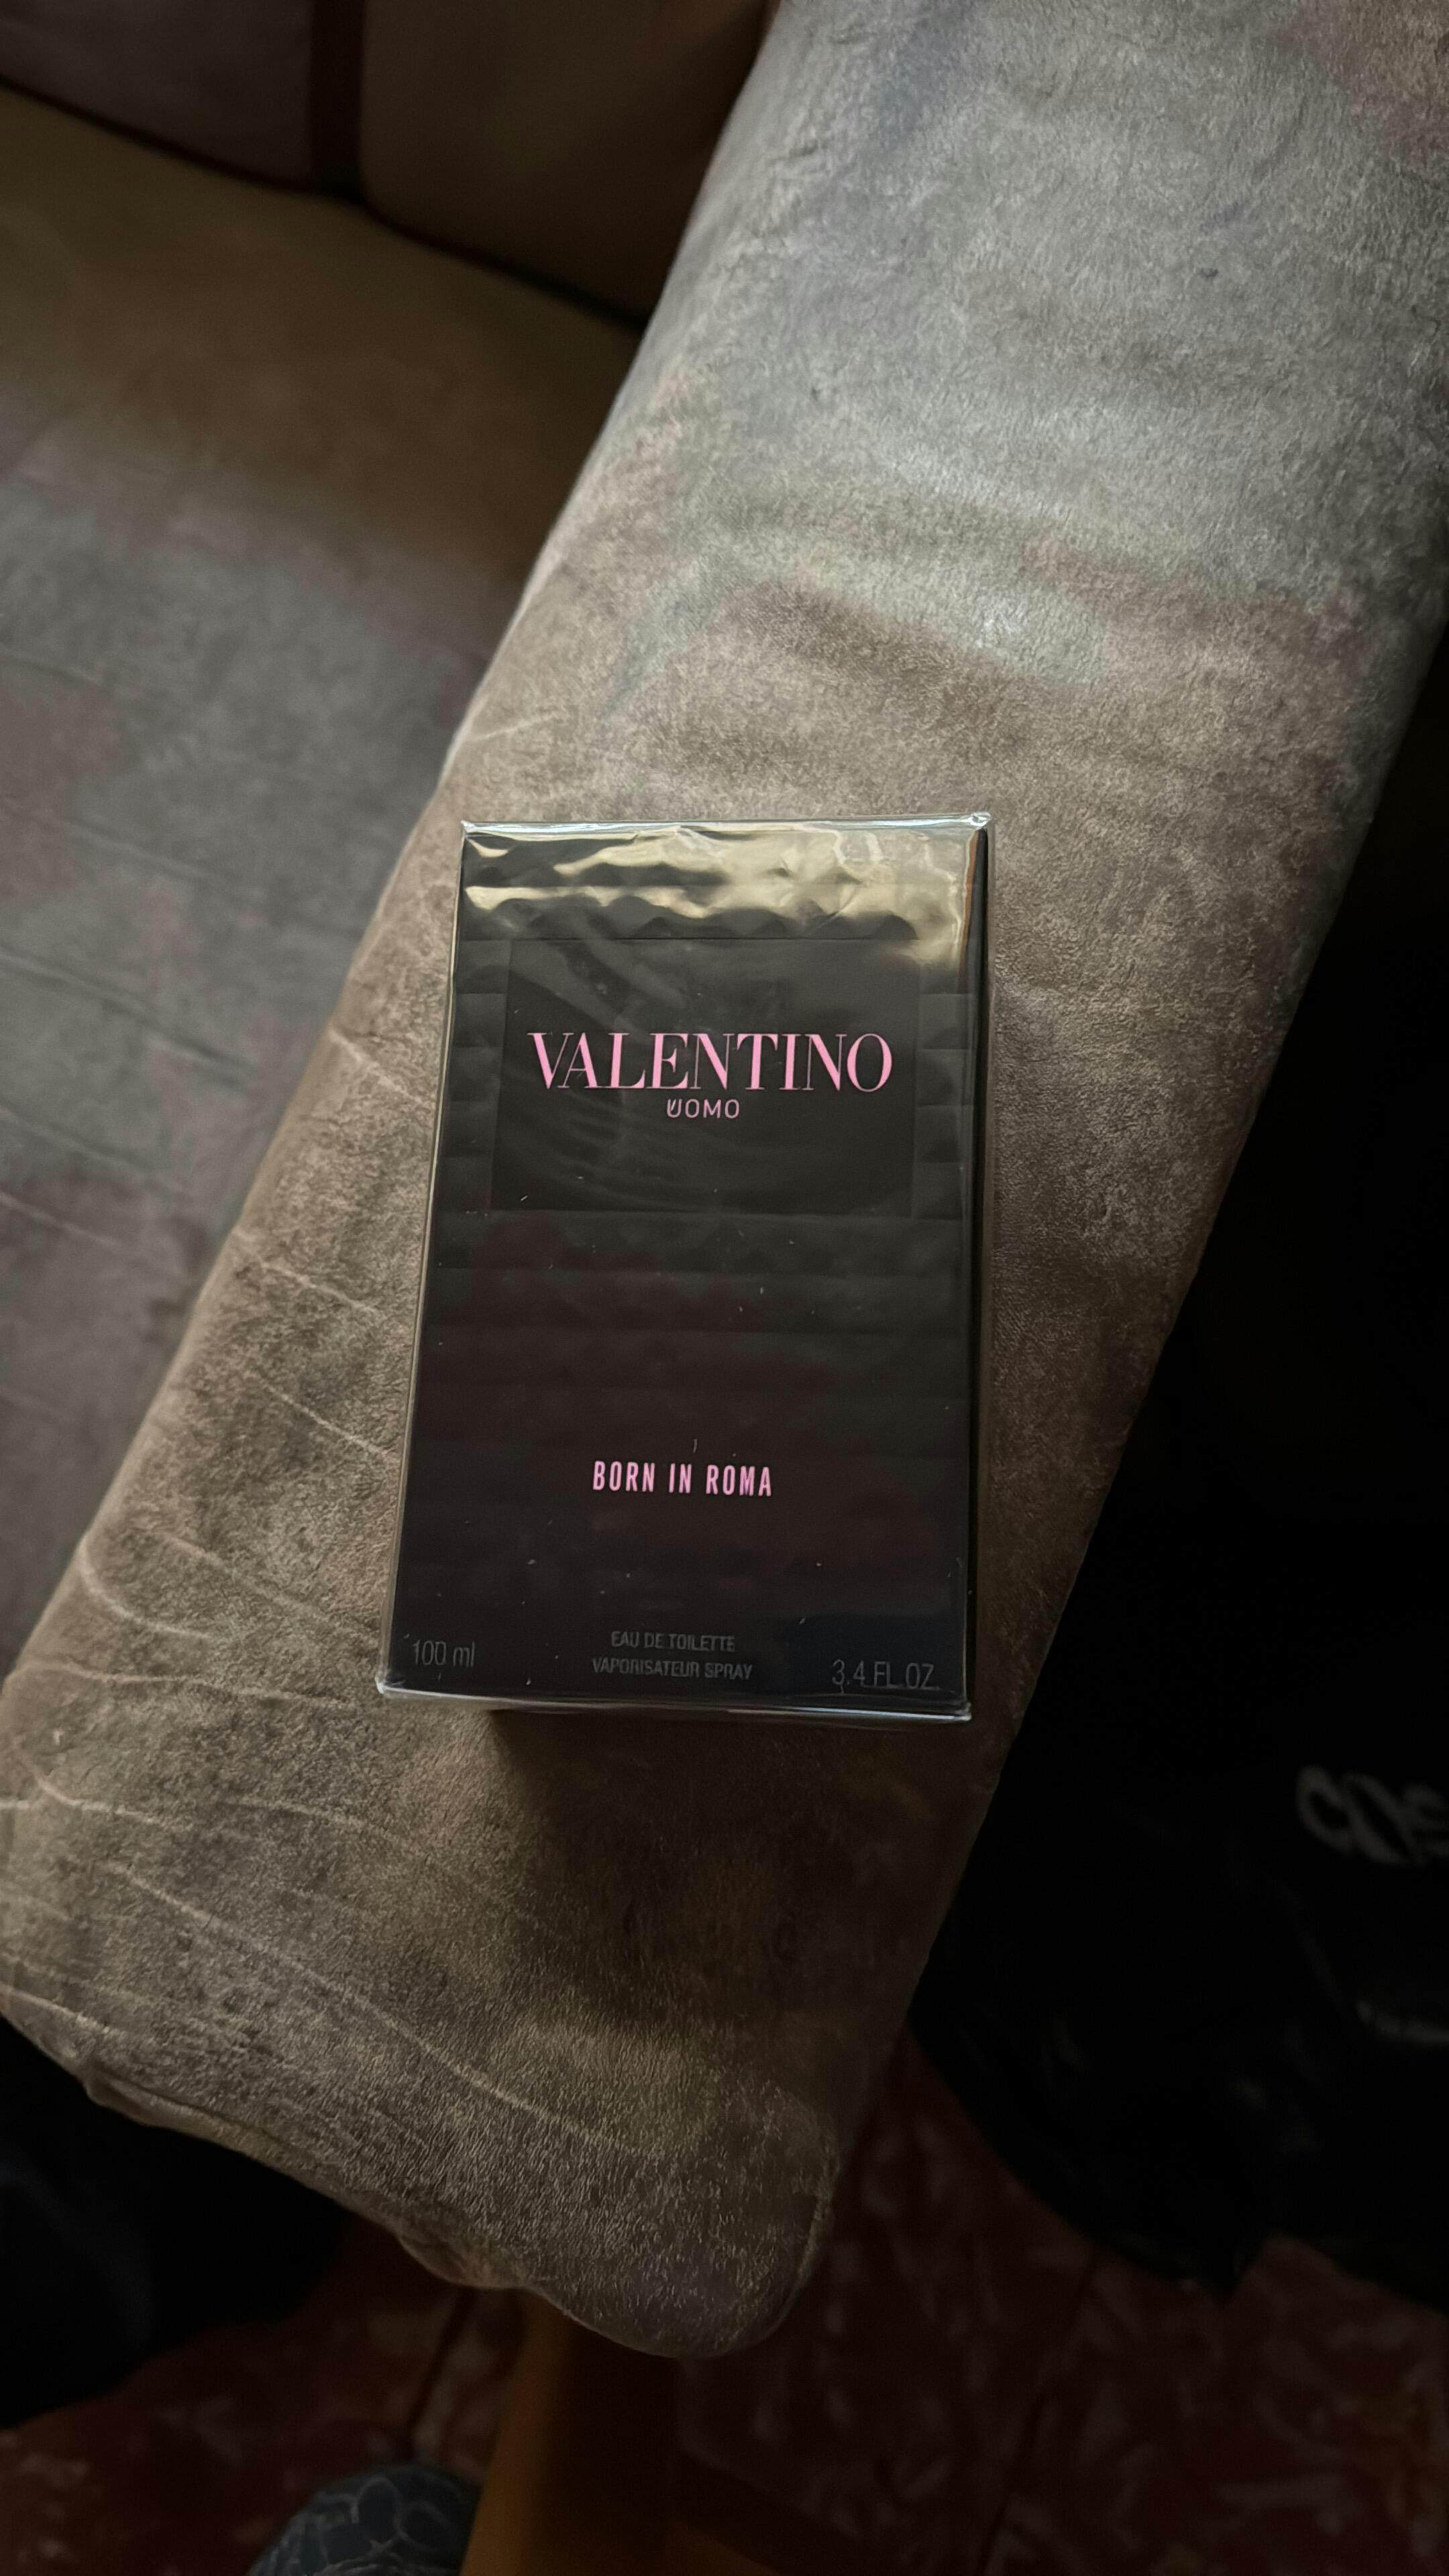 VALENTINO
UOMO
BORN IN ROMA
EAU DE TOILETTE
100 ml VAPORISATEUR SPRAY 3.4 FL.OZ.